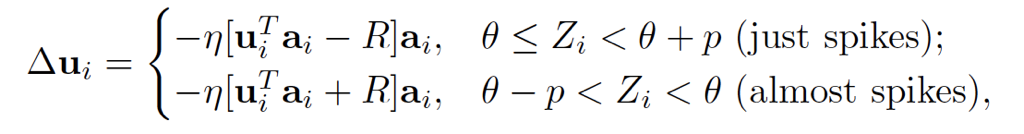 Δu_i = { −η[u_i^T a_i − R]a_i, θ ≤ Z_i < θ + p (just spikes);
−η[u_i^T a_i + R]a_i, θ − p < Z_i < θ (almost spikes),